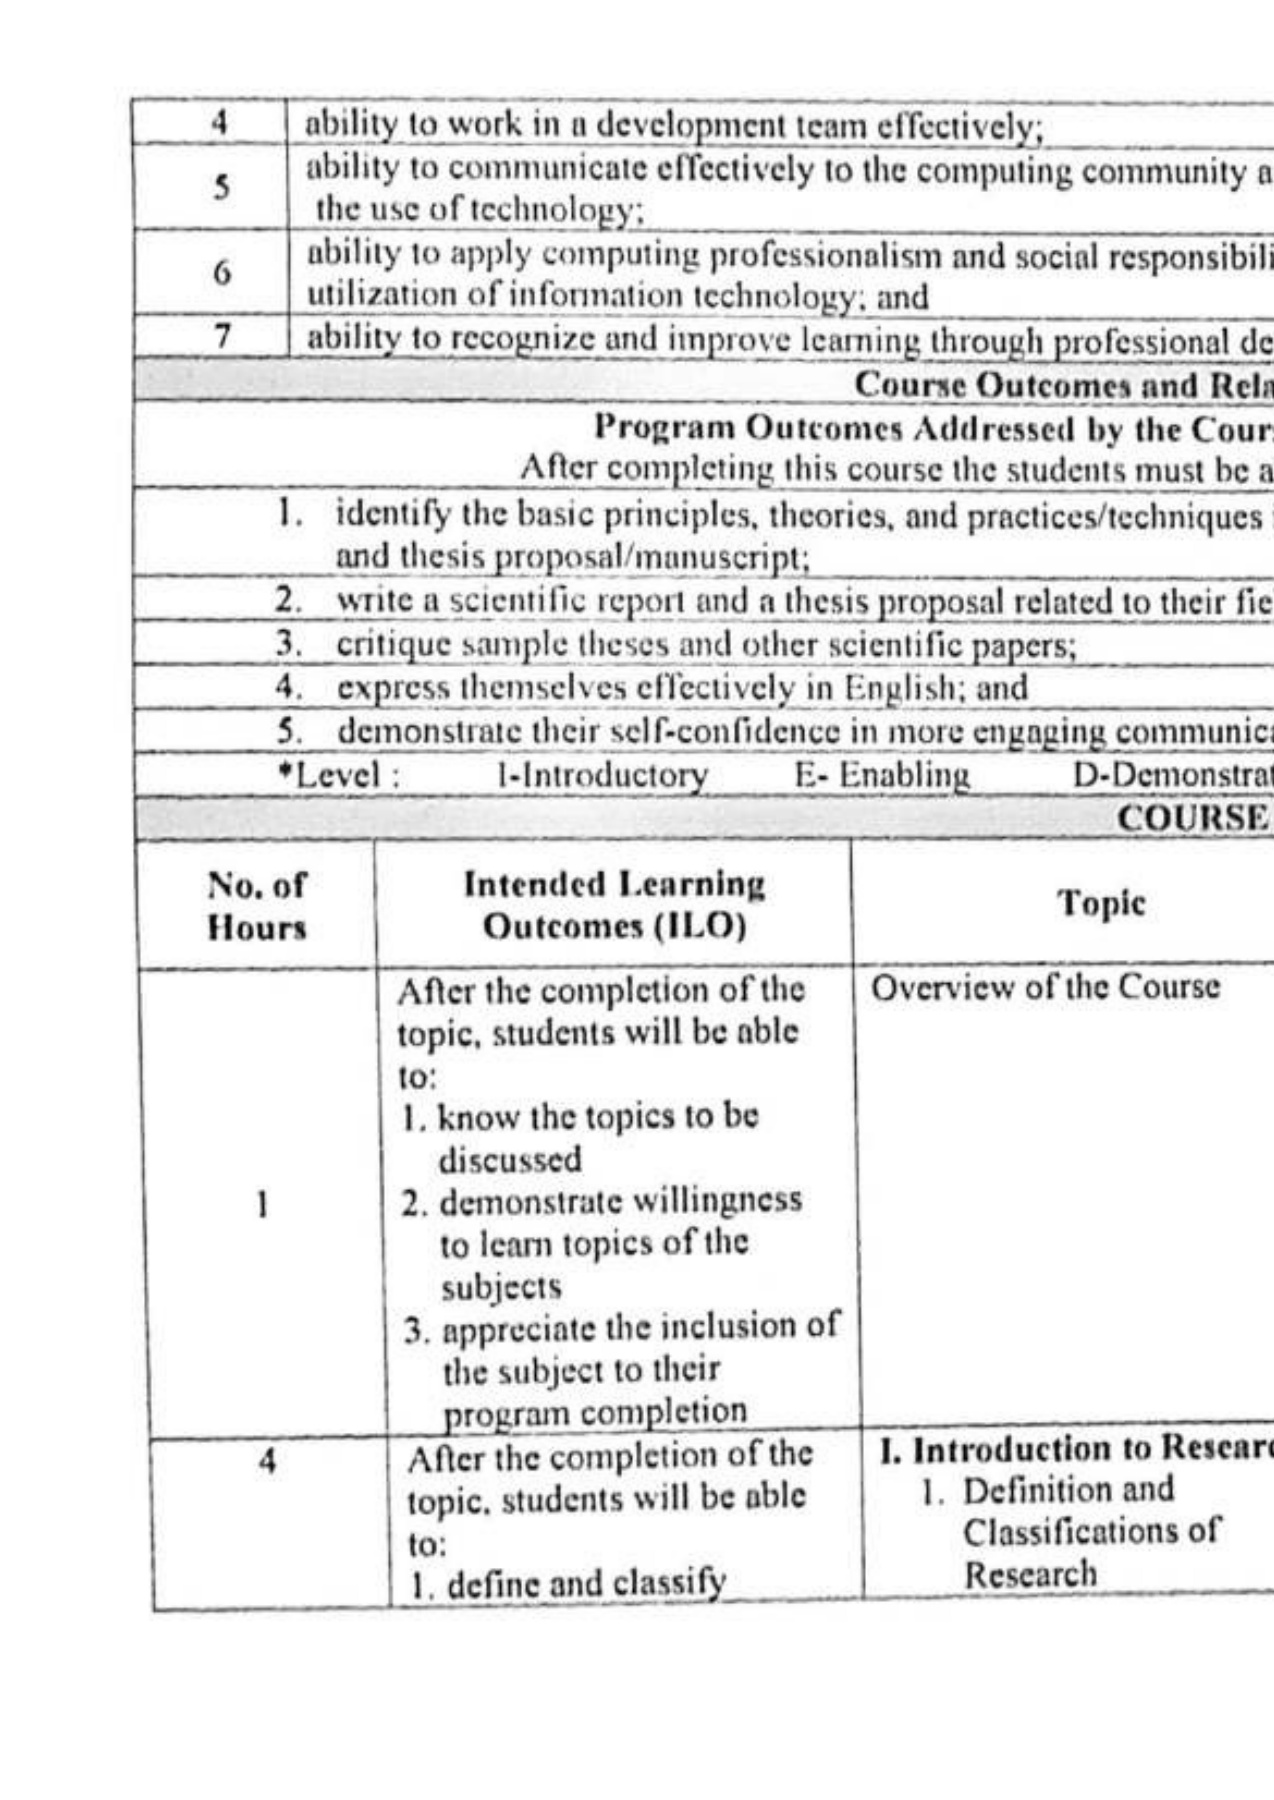 4 ability to work in a development team effectively;
5 ability to communicate effectively to the computing community a
the use of technology;
6 ability to apply computing professionalism and social responsibili
utilization of information technology; and
7 ability to recognize and improve learning through professional de
Course Outcomes and Rela
Program Outcomes Addressed by the Cour
After completing this course the students must be a
1. identify the basic principles, theories, and practices/techniques
and thesis proposal/manuscript;
2. write a scientific report and a thesis proposal related to their fie
3. critique sample theses and other scientific papers;
4. express themselves effectively in English; and
5. demonstrate their self-confidence in more engaging communic
*Level : I-Introductory E- Enabling D-Demonstrat
COURSE
No. of
Hours
Intended Learning
Outcomes (ILO)
Topic
1
After the completion of the
topic, students will be able
to:
1. know the topics to be
discussed
2. demonstrate willingness
to learn topics of the
subjects
3. appreciate the inclusion of
the subject to their
program completion
Overview of the Course
4
After the completion of the
topic, students will be able
to:
1. define and classify
I. Introduction to Resear
1. Definition and
Classifications of
Research